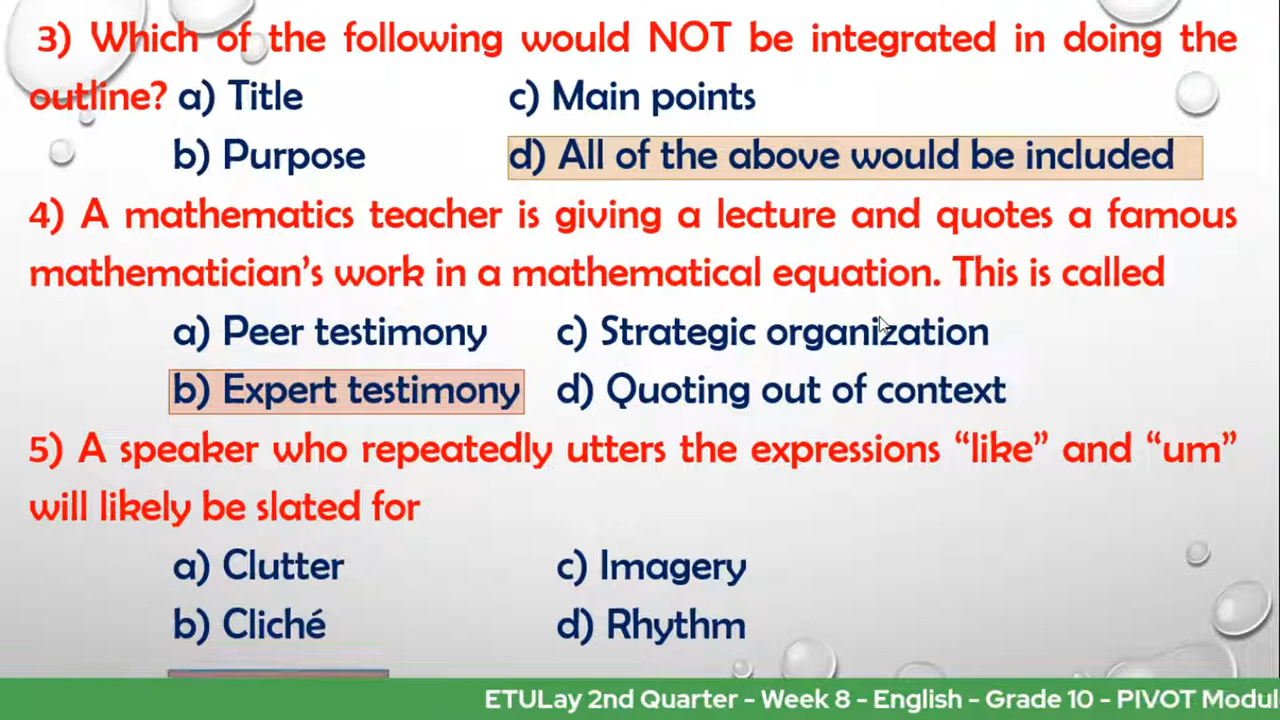 3) Which of the following would NOT be integrated in doing the
outline? a) Title c) Main points
b) Purpose d) All of the above would be included
4) A mathematics teacher is giving a lecture and quotes a famous
mathematician's work in a mathematical equation. This is called
a) Peer testimony c) Strategic organization
b) Expert testimony d) Quoting out of context
5) A speaker who repeatedly utters the expressions “like” and “um”
will likely be slated for
a) Clutter c) Imagery
b) Cliché d) Rhythm
ETULay 2nd Quarter - Week 8 - English - Grade 10 - PIVOT Modul